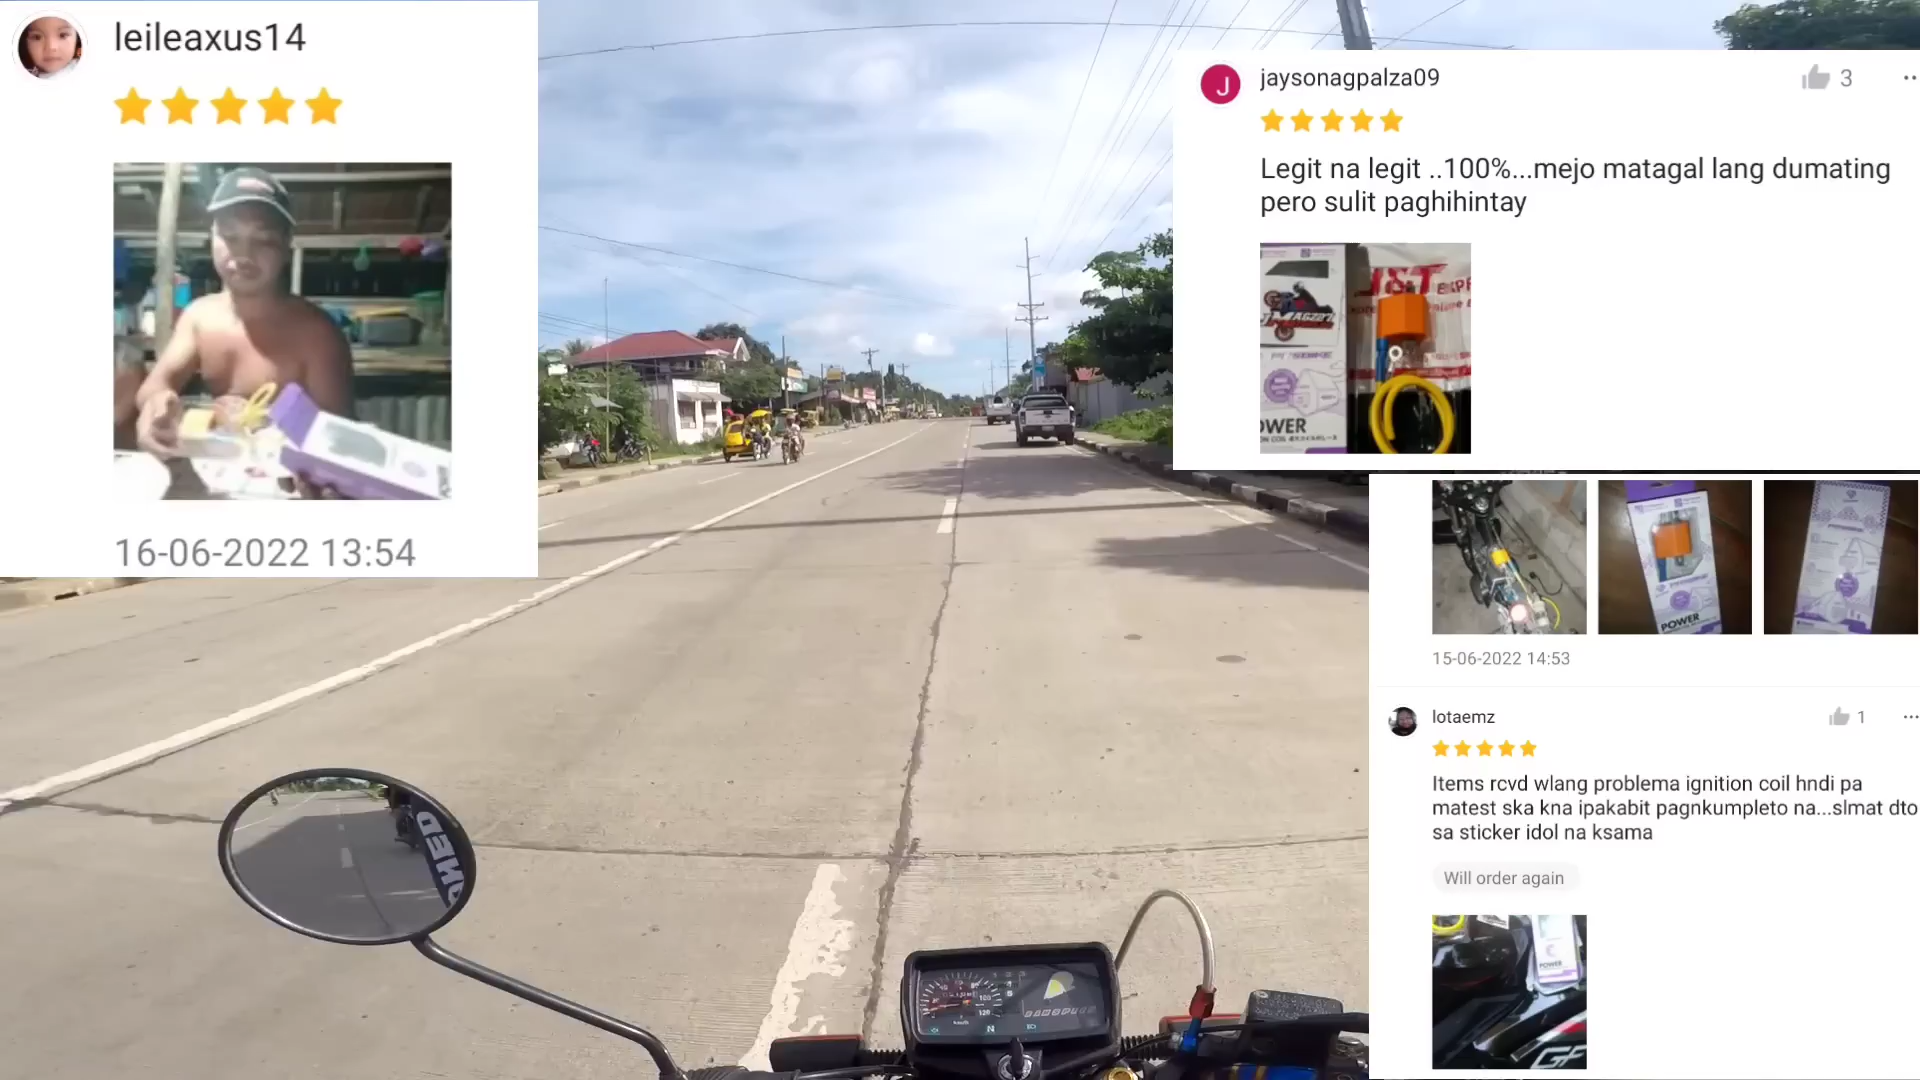 leileaxus14
16-06-2022 13:54
jaysonagpalza09
3
Legit na legit ..100%...mejo matagal lang dumating
pero sulit paghihintay
J&T
POWER
15-06-2022 14:53
lotaemz
1
Items rcvd wlang problema ignition coil hndi pa
matest ska kna ipakabit pagnkumpleto na...slmat dto
sa sticker idol na ksama
Will order again
POWER